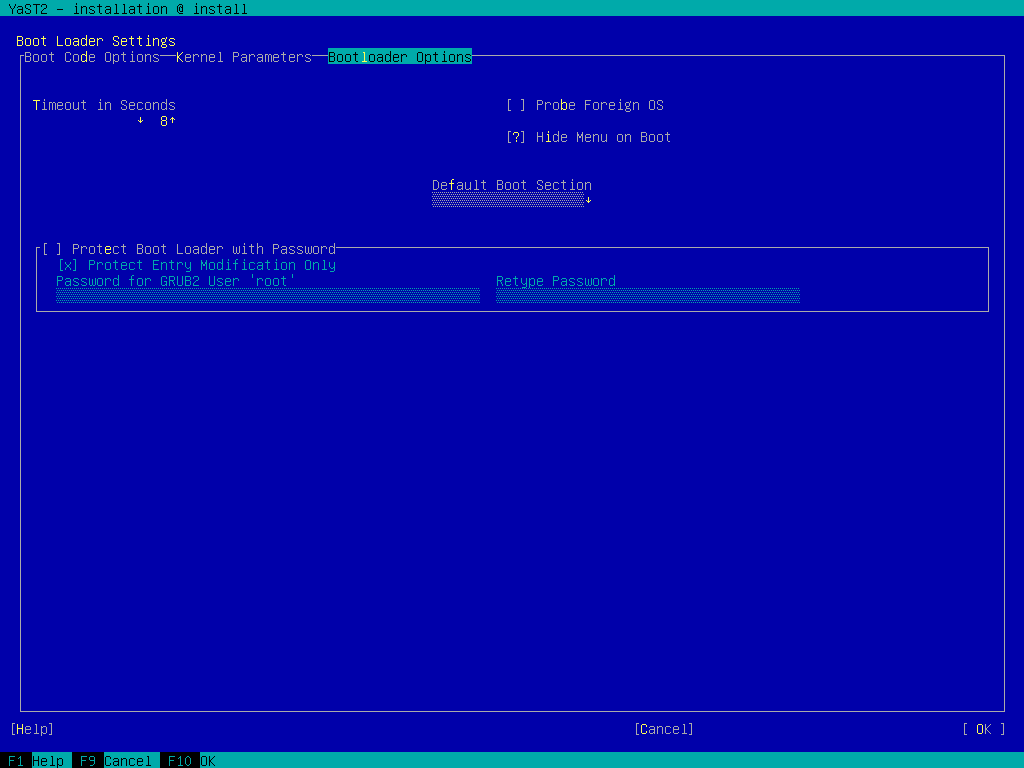 YaST2 - installation @ install
Boot Loader Settings
Boot Code Options Kernel Parameters Bootloader Options
Timeout in Seconds [ ] Probe Foreign OS
↓ 8↑
[?] Hide Menu on Boot
Default Boot Section
↓
[ ] Protect Boot Loader with Password
[x] Protect Entry Modification Only
Password for GRUB2 User 'root' Retype Password
[Help] [Cancel] [ OK ]
F1 Help F9 Cancel F10 OK